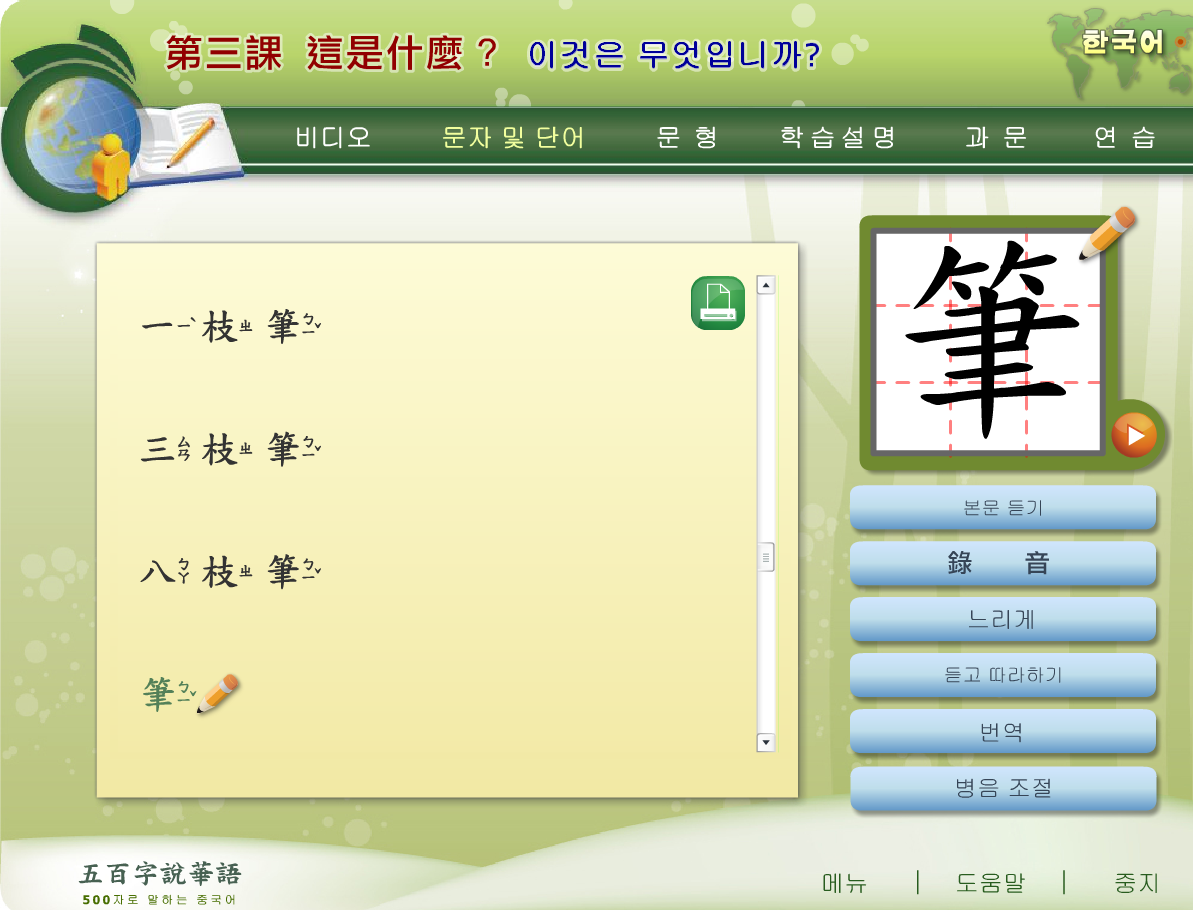 第三課 這是什麼？ 이것은 무엇입니까?
한국어
비디오 문자 및 단어 문 형 학습설명 과 문 연 습
一ㄧˋ 枝ㄓ 筆ㄅㄧˇ
三ㄙㄢ 枝ㄓ 筆ㄅㄧˇ
八ㄅㄚ 枝ㄓ 筆ㄅㄧˇ
筆ㄅㄧˇ
筆
본문 듣기
錄 音
느리게
듣고 따라하기
번역
병음 조절
五百字說華語
500자로 말하는 중국어
메뉴 | 도움말 | 중지